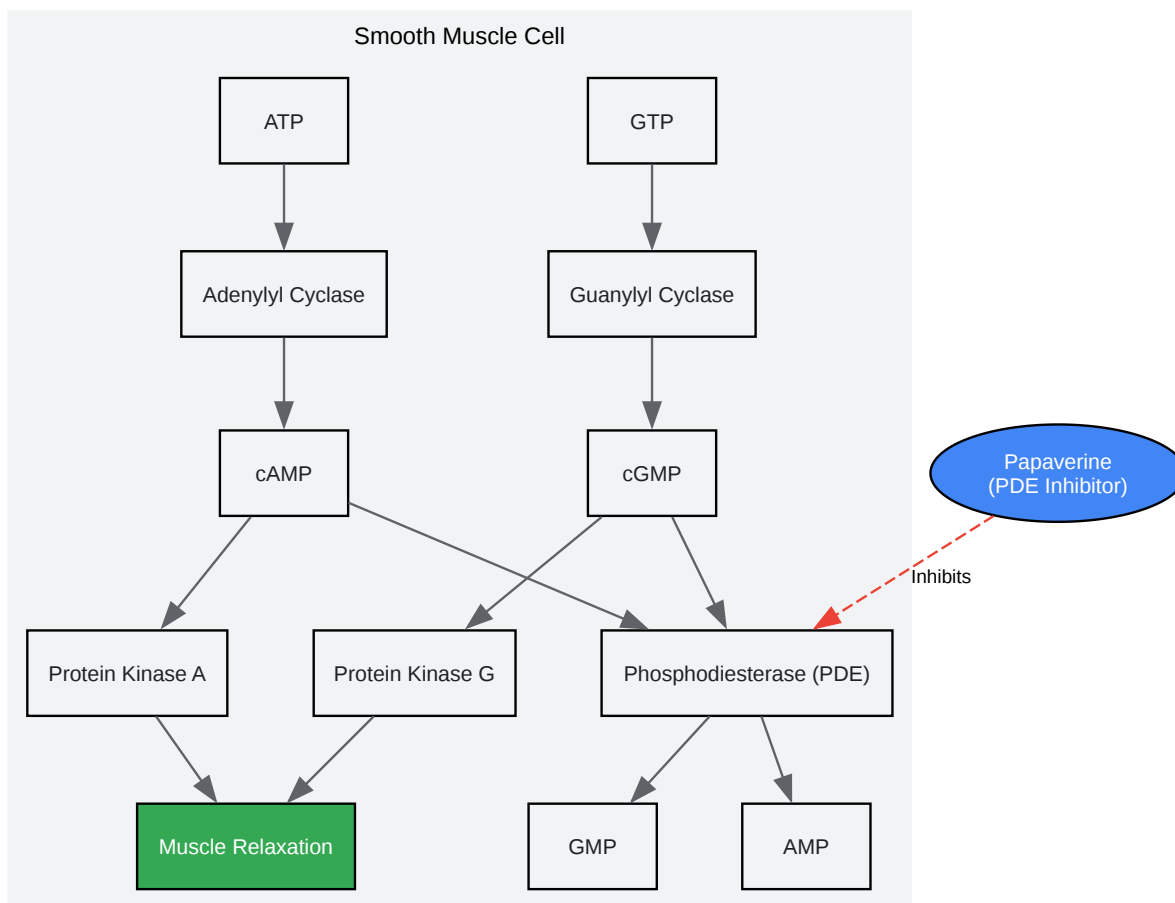 Smooth Muscle Cell
ATP
GTP
Adenylyl Cyclase
Guanylyl Cyclase
cAMP
cGMP
Papaverine
(PDE Inhibitor)
Inhibits
Protein Kinase A
Protein Kinase G
Phosphodiesterase (PDE)
Muscle Relaxation
GMP
AMP